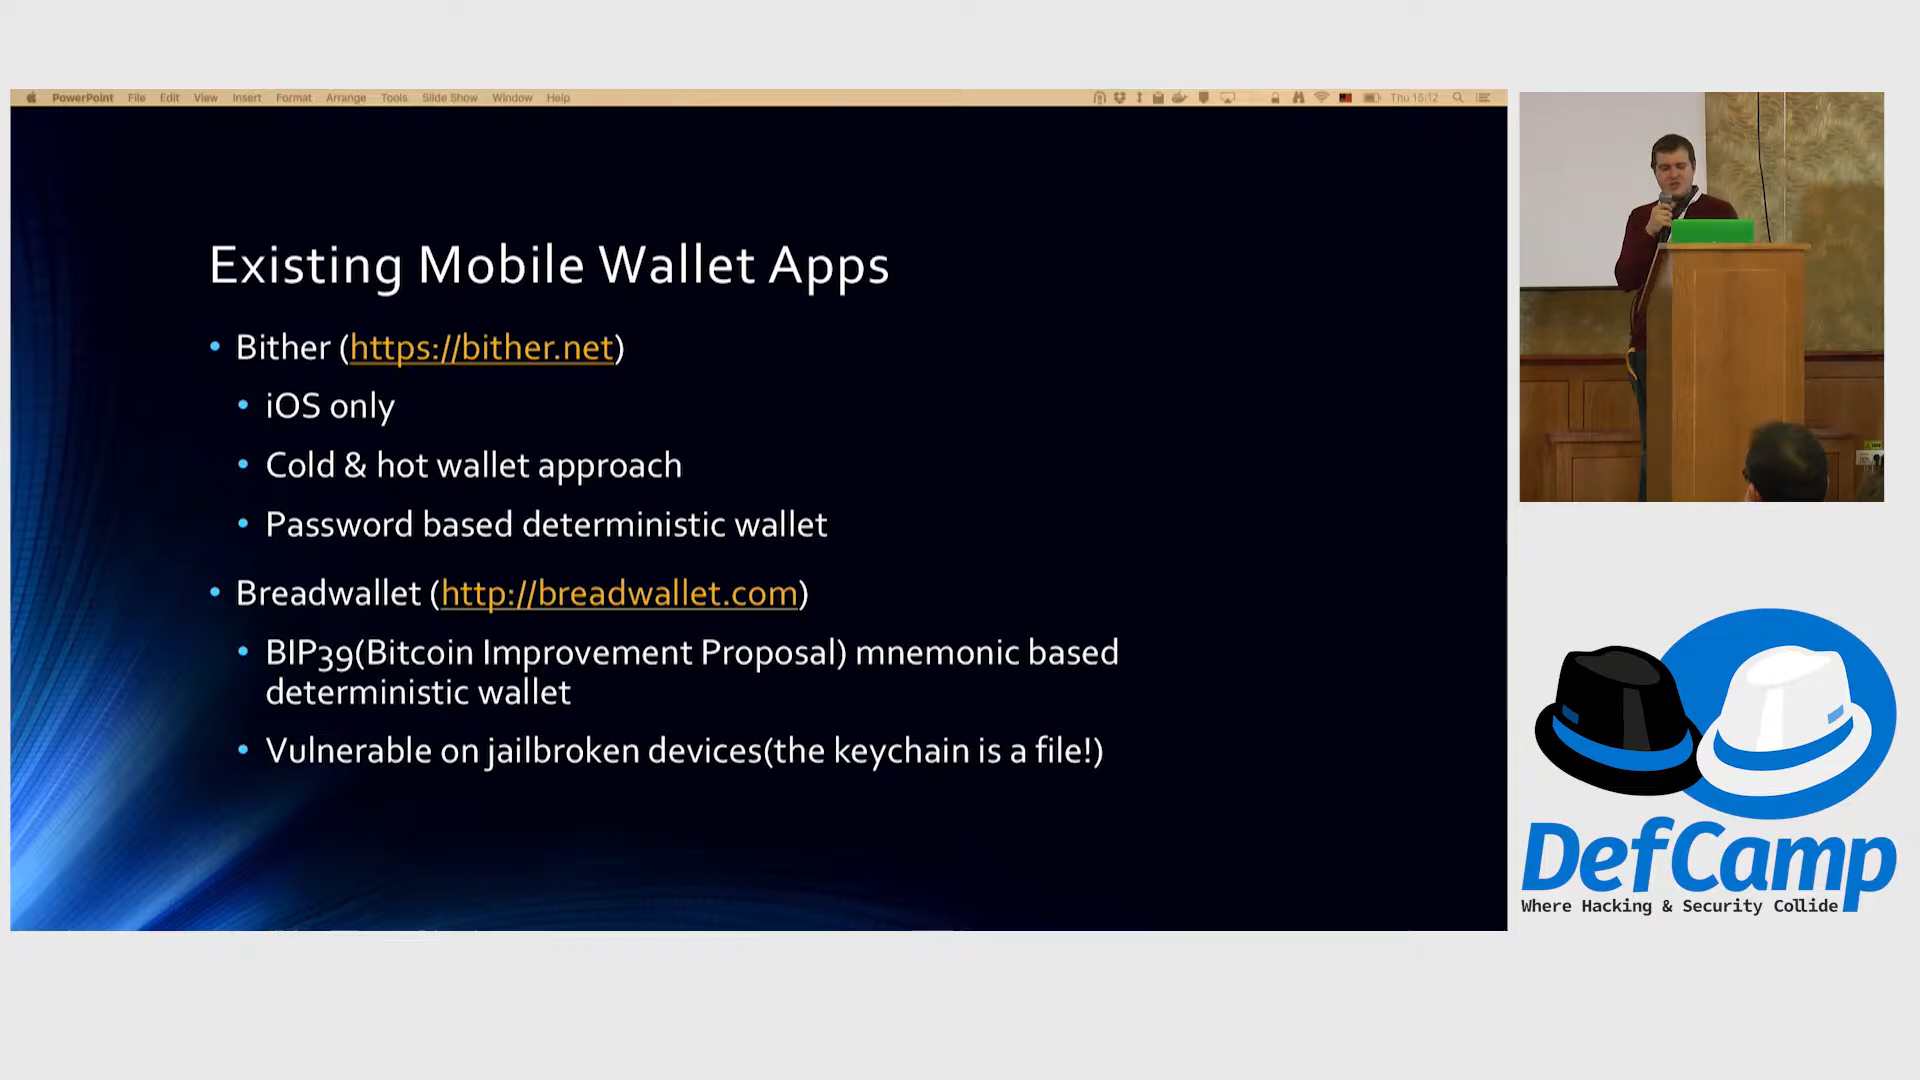 PowerPoint File Edit View Insert Format Arrange Tools Slide Show Window Help Thu 15:12
Existing Mobile Wallet Apps
• Bither (https://bither.net)
• iOS only
• Cold & hot wallet approach
• Password based deterministic wallet
• Breadwallet (http://breadwallet.com)
• BIP39(Bitcoin Improvement Proposal) mnemonic based
deterministic wallet
• Vulnerable on jailbroken devices(the keychain is a file!)
DefCamp
Where Hacking & Security Collide